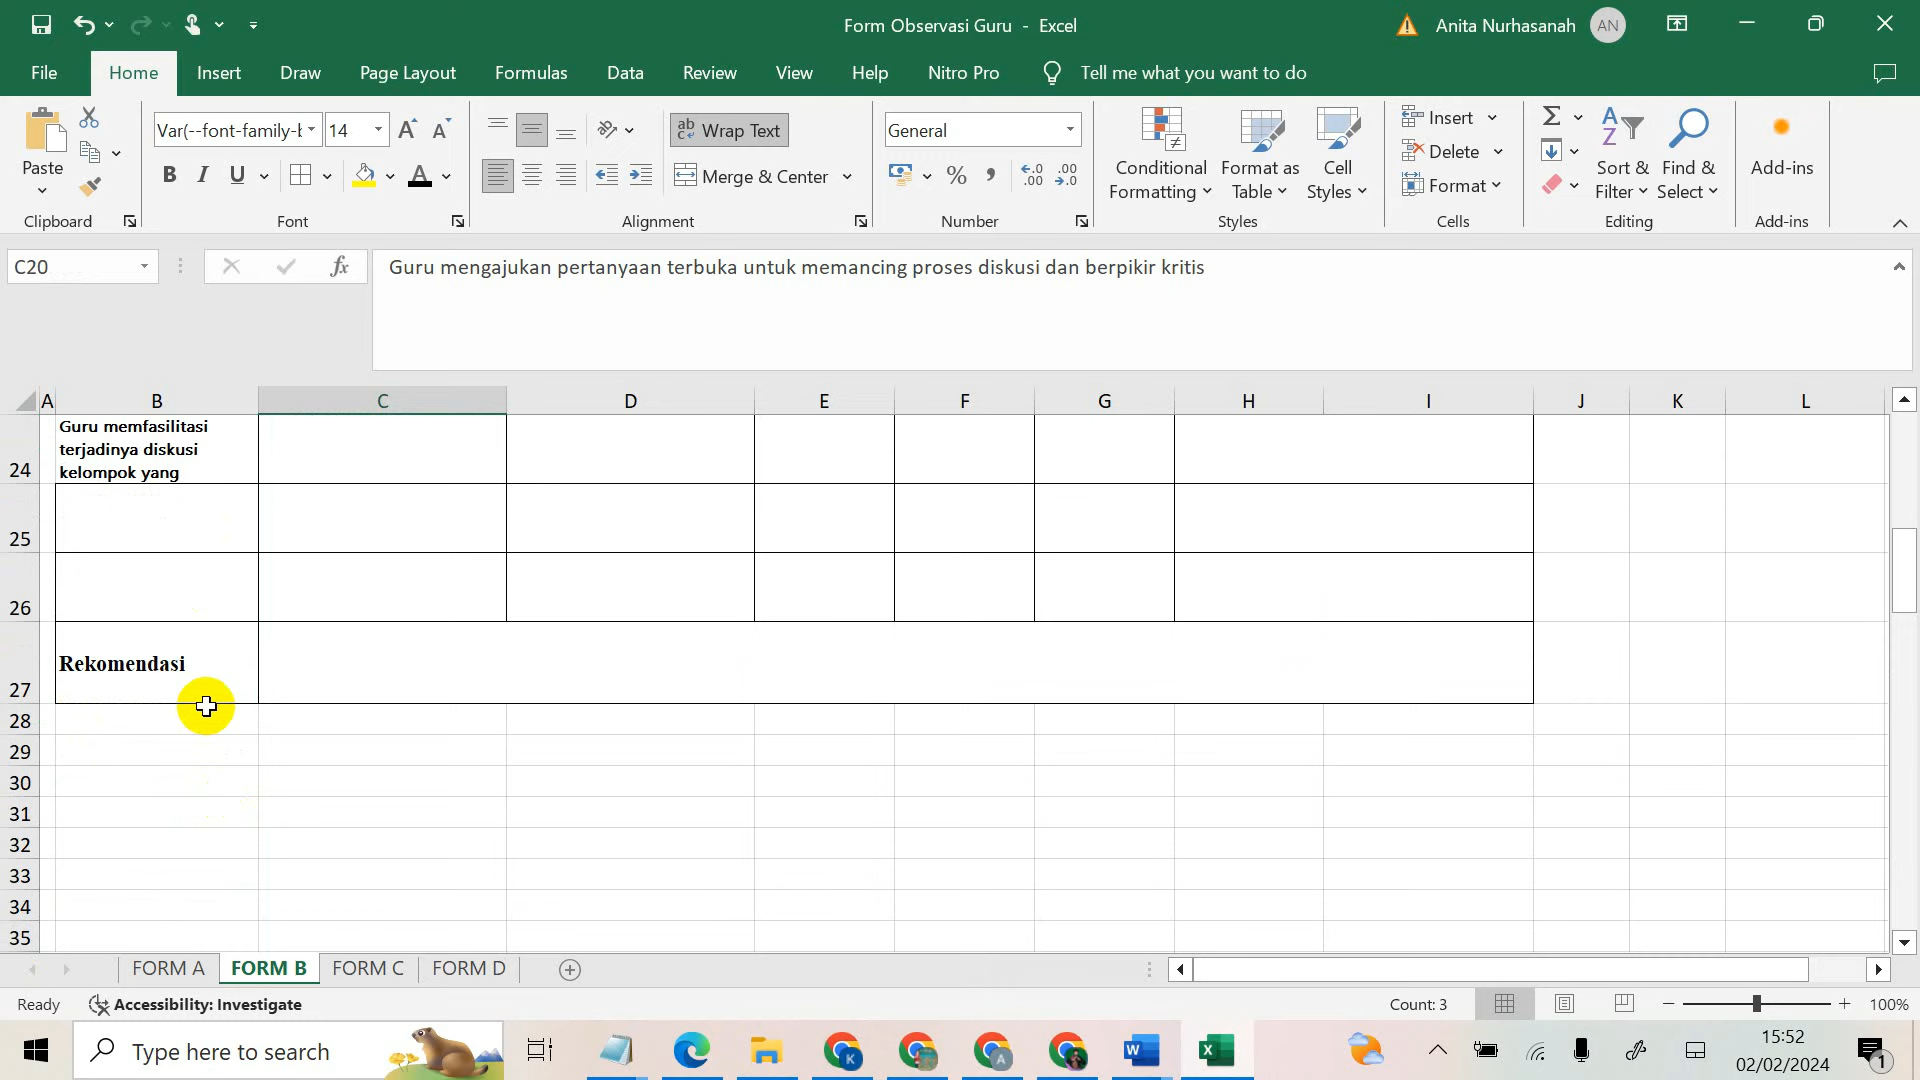 Form Observasi Guru - Excel
Anita Nurhasanah AN
File Home Insert Draw Page Layout Formulas Data Review View Help Nitro Pro Tell me what you want to do
Var(--font-family-b 14
ab Wrap Text
General
Insert
Delete
Format
Paste
B I U A
Merge & Center
% 9
Conditional Formatting
Format as Table
Cell Styles
Sort & Filter
Find & Select
Add-ins
Clipboard Font Alignment Number Styles Cells Editing Add-ins
C20 fx Guru mengajukan pertanyaan terbuka untuk memancing proses diskusi dan berpikir kritis
A B C D E F G H I J K L
24 Guru memfasilitasi
terjadinya diskusi
kelompok yang
25
26
27 Rekomendasi
28
29
30
31
32
33
34
35
FORM A FORM B FORM C FORM D
Ready Accessibility: Investigate Count: 3 100%
Type here to search
15:52
02/02/2024
1